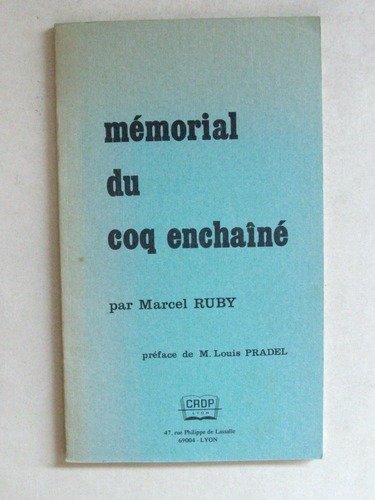 mémorial
du
coq enchaîné
par Marcel RUBY
préface de M. Louis PRADEL
CRDP
LYON
47, rue Philippe de Lassalle
69004 - LYON